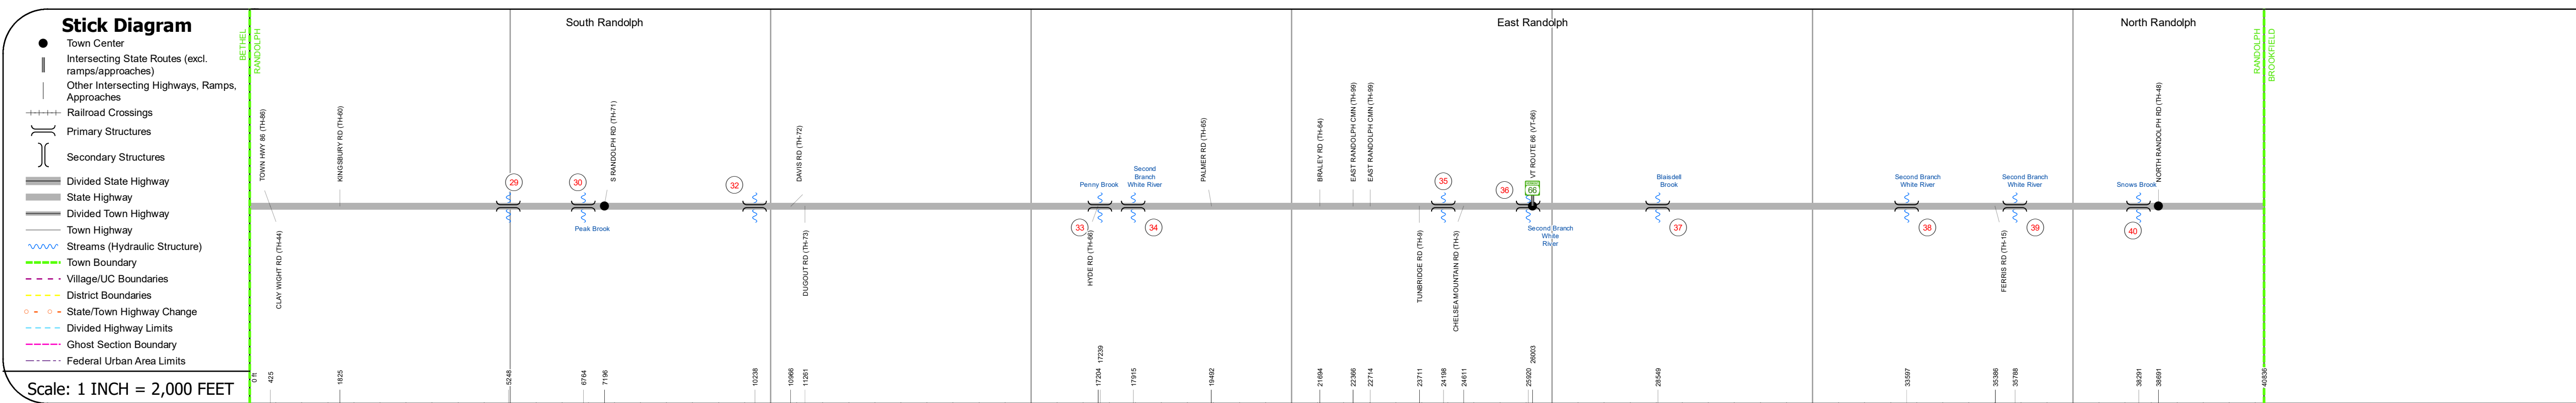 Stick Diagram
Town Center
Intersecting State Routes (excl.
ramps/approaches)
Other Intersecting Highways, Ramps,
Approaches
Railroad Crossings
Primary Structures
Secondary Structures
Divided State Highway
State Highway
Divided Town Highway
Town Highway
Streams (Hydraulic Structure)
Town Boundary
Village/UC Boundaries
District Boundaries
State/Town Highway Change
Divided Highway Limits
Ghost Section Boundary
Federal Urban Area Limits
Scale: 1 INCH = 2,000 FEET
South Randolph
East Randolph
North Randolph
BETHEL
RANDOLPH
RANDOLPH
BROOKFIELD
TOWN HWY 86 (TH-86)
CLAY WIGHT RD (TH-44)
KINGSBURY RD (TH-60)
29
30
Peak Brook
S RANDOLPH RD (TH-71)
32
DAVIS RD (TH-72)
DUGOUT RD (TH-73)
Penny Brook
33
HYDE RD (TH-66)
Second
Branch
White River
34
PALMER RD (TH-65)
BRALEY RD (TH-64)
EAST RANDOLPH CMN (TH-99)
EAST RANDOLPH CMN (TH-99)
TUNBRIDGE RD (TH-9)
35
CHELSEA MOUNTAIN RD (TH-3)
36
66
VT ROUTE 66 (VT-66)
Second Branch
White
River
Blaisdell
Brook
37
Second Branch
White River
38
FERRIS RD (TH-15)
Second Branch
White River
39
Snows Brook
40
NORTH RANDOLPH RD (TH-48)
0 ft
425
1825
5248
6764
7196
10238
10966
11261
17204
17239
17915
19492
21694
22366
22714
23711
24198
24611
25920
26003
28549
33597
35386
35788
38291
38691
40836